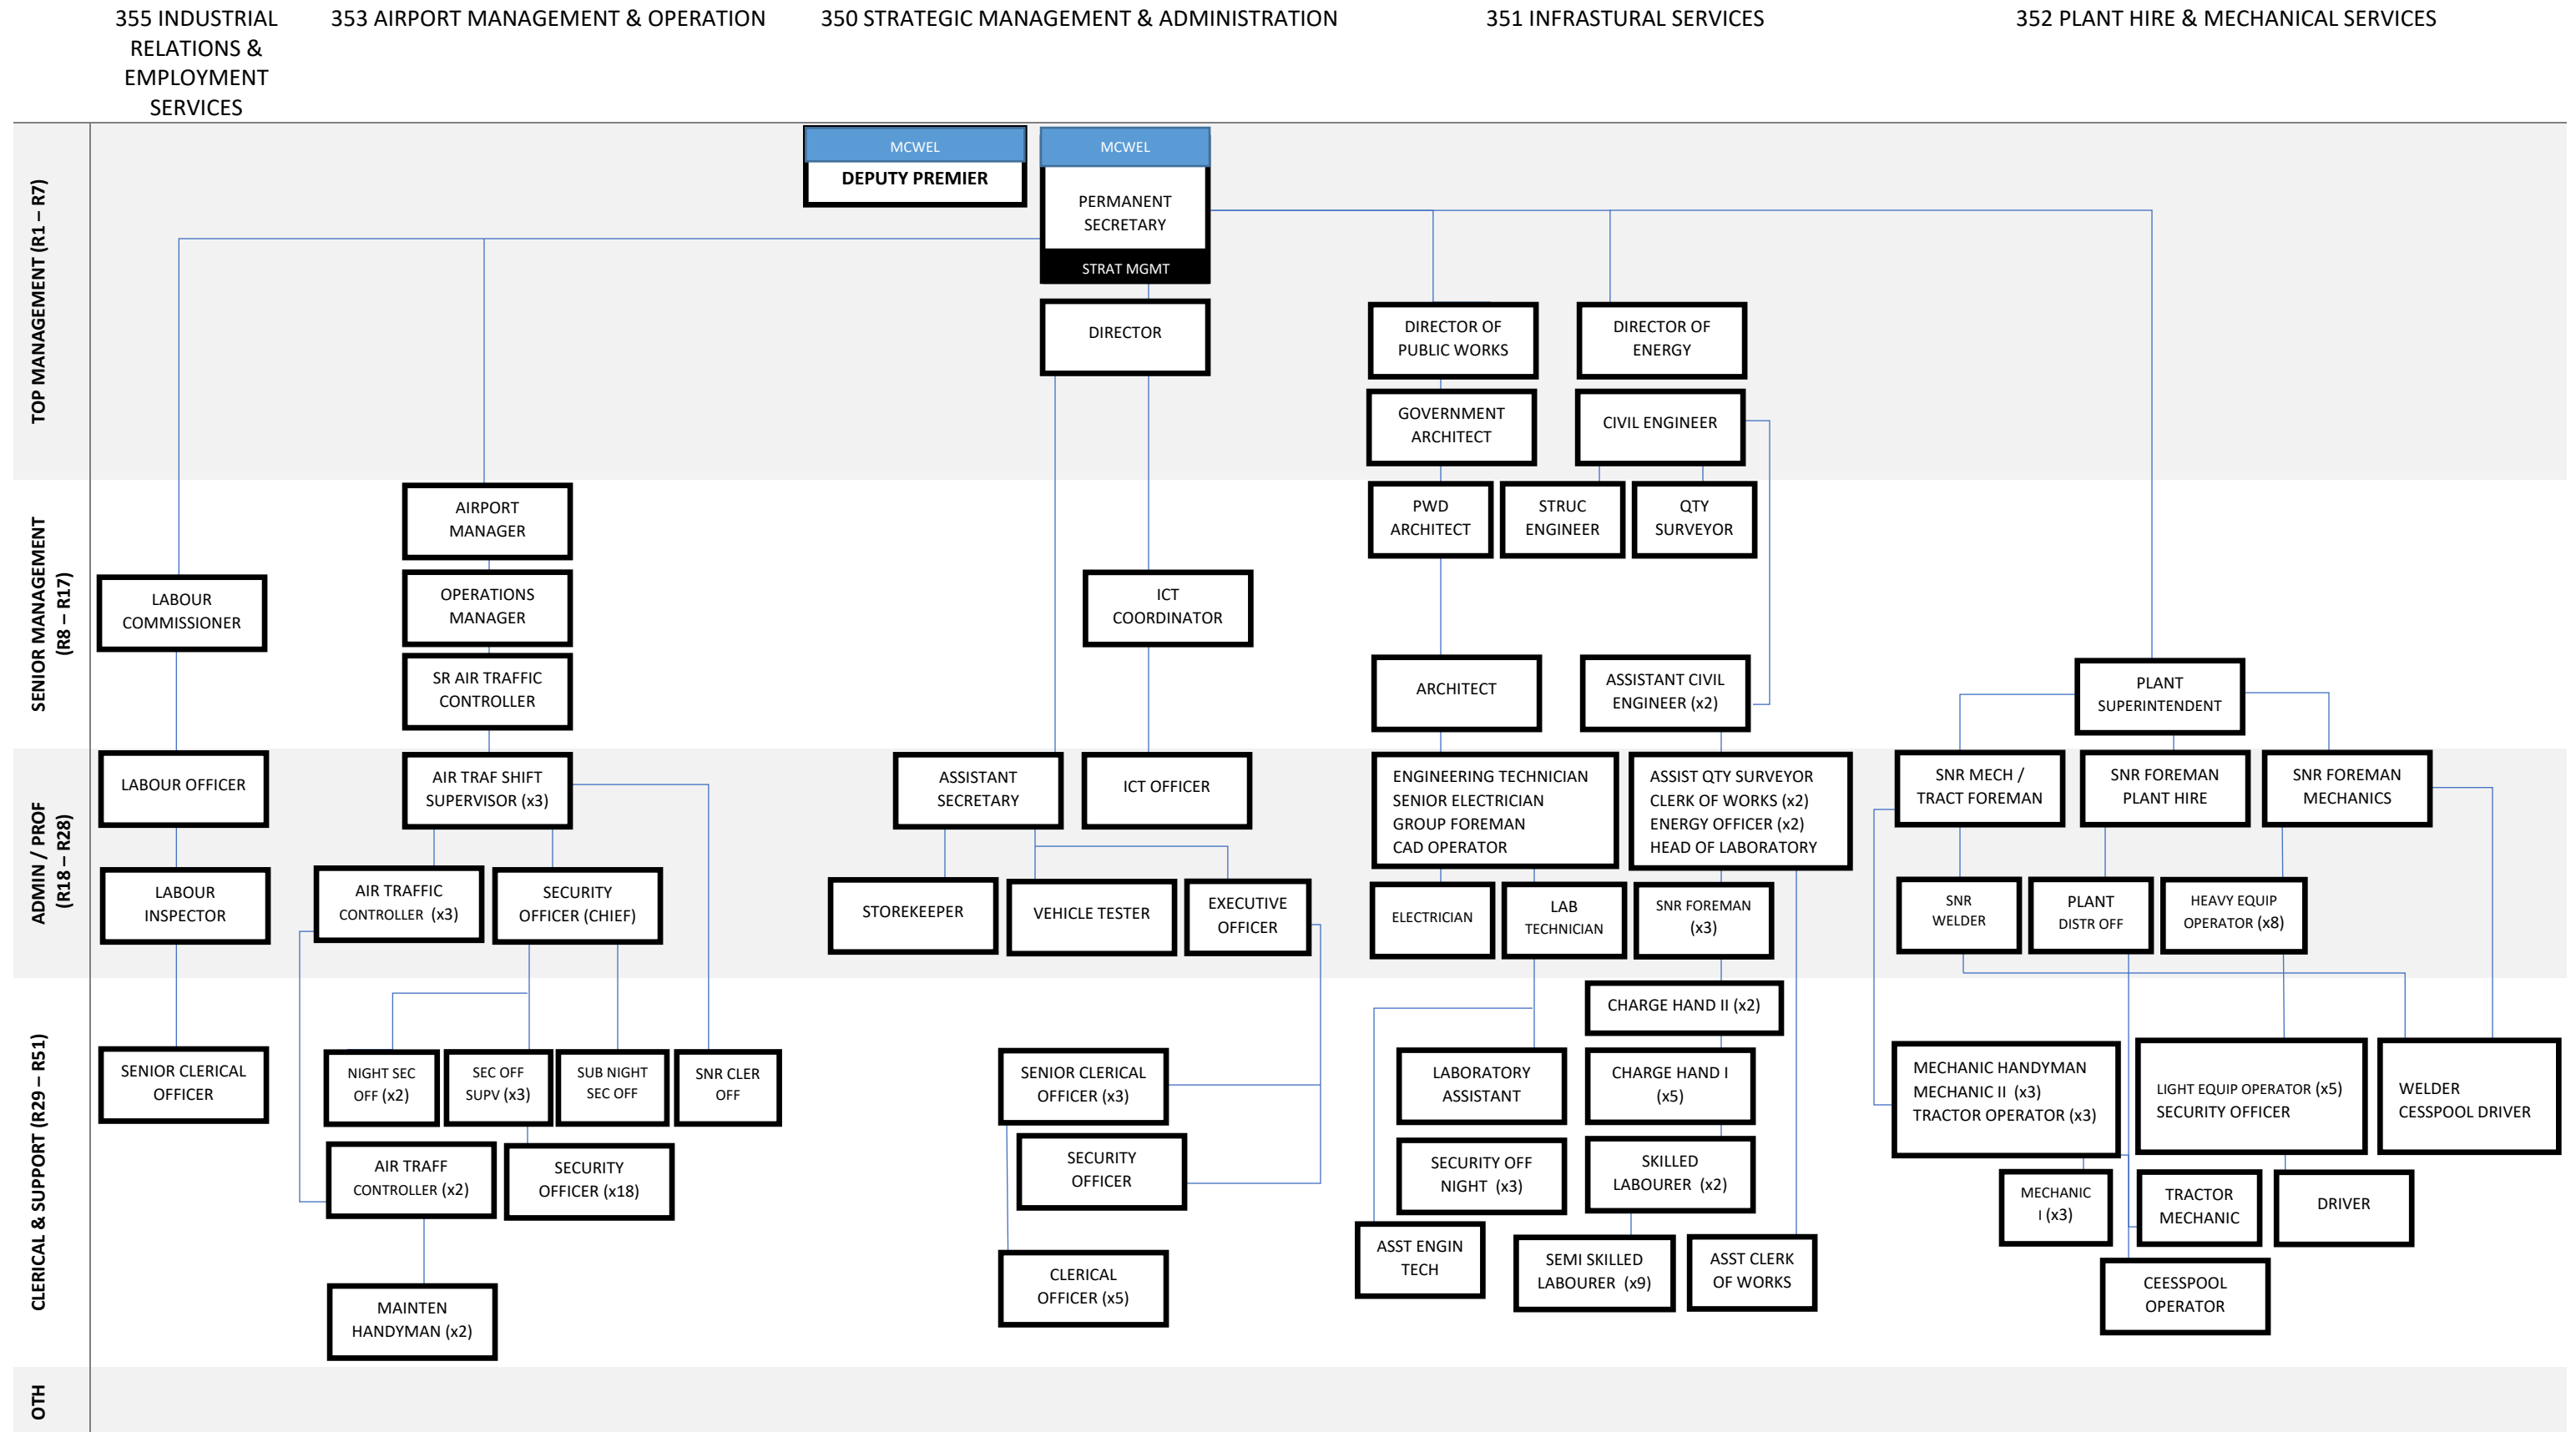 355 INDUSTRIAL
RELATIONS &
EMPLOYMENT
SERVICES
353 AIRPORT MANAGEMENT & OPERATION
350 STRATEGIC MANAGEMENT & ADMINISTRATION
351 INFRASTURAL SERVICES
352 PLANT HIRE & MECHANICAL SERVICES
TOP MANAGEMENT (R1 – R7)
MCWEL
DEPUTY PREMIER
MCWEL
PERMANENT
SECRETARY
STRAT MGMT
DIRECTOR
DIRECTOR OF
PUBLIC WORKS
DIRECTOR OF
ENERGY
GOVERNMENT
ARCHITECT
CIVIL ENGINEER
SENIOR MANAGEMENT
(R8 – R17)
LABOUR
COMMISSIONER
AIRPORT
MANAGER
OPERATIONS
MANAGER
SR AIR TRAFFIC
CONTROLLER
ICT
COORDINATOR
PWD
ARCHITECT
STRUC
ENGINEER
QTY
SURVEYOR
ARCHITECT
ASSISTANT CIVIL
ENGINEER (x2)
PLANT
SUPERINTENDENT
ADMIN / PROF
(R18 – R28)
LABOUR OFFICER
LABOUR
INSPECTOR
AIR TRAF SHIFT
SUPERVISOR (x3)
AIR TRAFFIC
CONTROLLER (x3)
SECURITY
OFFICER (CHIEF)
ASSISTANT
SECRETARY
ICT OFFICER
STOREKEEPER
VEHICLE TESTER
EXECUTIVE
OFFICER
ENGINEERING TECHNICIAN
SENIOR ELECTRICIAN
GROUP FOREMAN
CAD OPERATOR
ASSIST QTY SURVEYOR
CLERK OF WORKS (x2)
ENERGY OFFICER (x2)
HEAD OF LABORATORY
ELECTRICIAN
LAB
TECHNICIAN
SNR FOREMAN
(x3)
SNR MECH /
TRACT FOREMAN
SNR FOREMAN
PLANT HIRE
SNR FOREMAN
MECHANICS
SNR
WELDER
PLANT
DISTR OFF
HEAVY EQUIP
OPERATOR (x8)
CLERICAL & SUPPORT (R29 – R51)
SENIOR CLERICAL
OFFICER
NIGHT SEC
OFF (x2)
SEC OFF
SUPV (x3)
SUB NIGHT
SEC OFF
SNR CLER
OFF
AIR TRAFF
CONTROLLER (x2)
SECURITY
OFFICER (x18)
MAINTEN
HANDYMAN (x2)
SENIOR CLERICAL
OFFICER (x3)
SECURITY
OFFICER
CLERICAL
OFFICER (x5)
CHARGE HAND II (x2)
LABORATORY
ASSISTANT
CHARGE HAND I
(x5)
SECURITY OFF
NIGHT (x3)
SKILLED
LABOURER (x2)
ASST ENGIN
TECH
SEMI SKILLED
LABOURER (x9)
ASST CLERK
OF WORKS
MECHANIC HANDYMAN
MECHANIC II (x3)
TRACTOR OPERATOR (x3)
LIGHT EQUIP OPERATOR (x5)
SECURITY OFFICER
WELDER
CESSPOOL DRIVER
MECHANIC
I (x3)
TRACTOR
MECHANIC
DRIVER
CEESSPOOL
OPERATOR
OTH